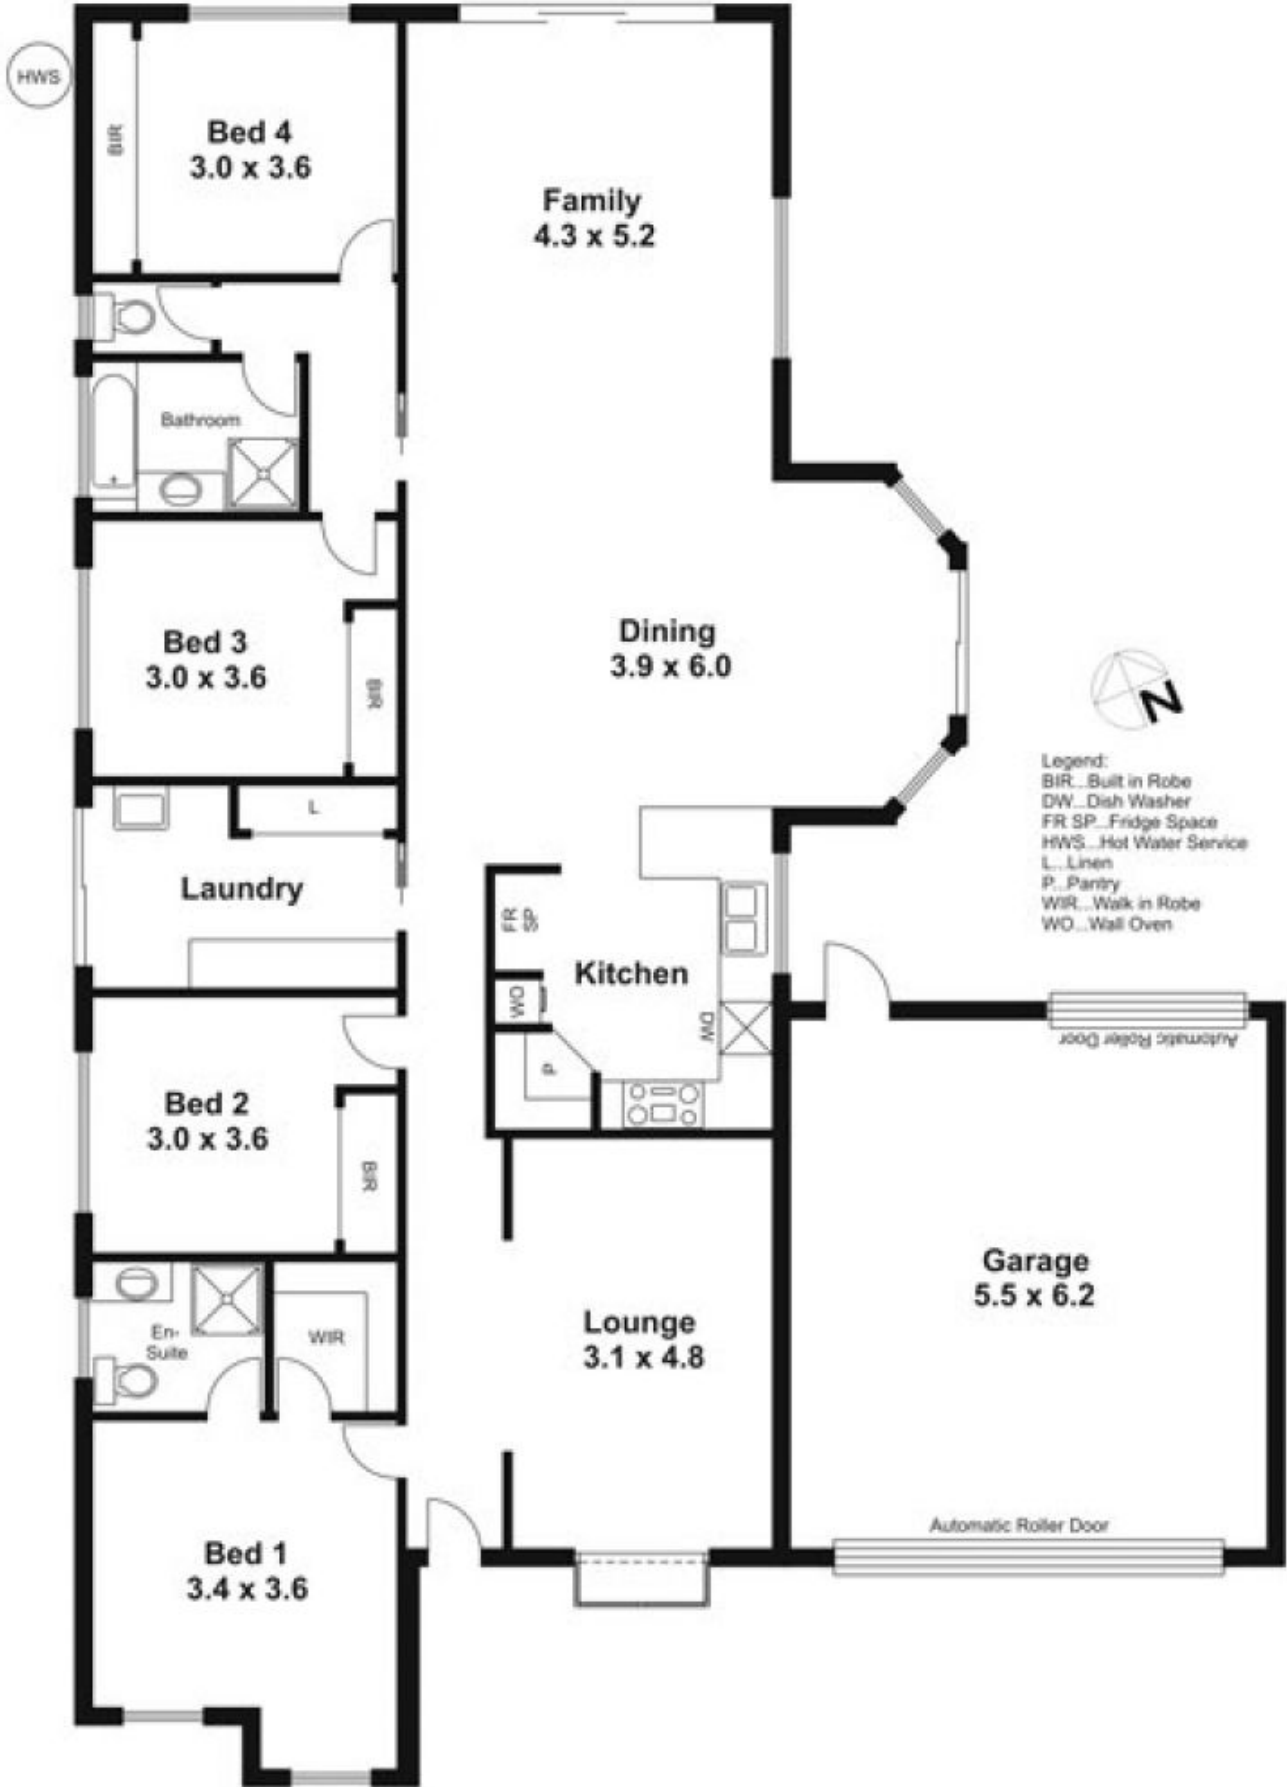 HWS
BIR
Bed 4
3.0 x 3.6
Family
4.3 x 5.2
Bathroom
Bed 3
3.0 x 3.6
BIR
Dining
3.9 x 6.0
N
Legend:
BIR...Built in Robe
DW...Dish Washer
FR SP...Fridge Space
HWS...Hot Water Service
L...Linen
P...Pantry
WIR...Walk in Robe
WO...Wall Oven
L
Laundry
FR
SP
Kitchen
WO
DW
P
Automatic Roller Door
Bed 2
3.0 x 3.6
BIR
Garage
5.5 x 6.2
En-
Suite
WIR
Lounge
3.1 x 4.8
Automatic Roller Door
Bed 1
3.4 x 3.6